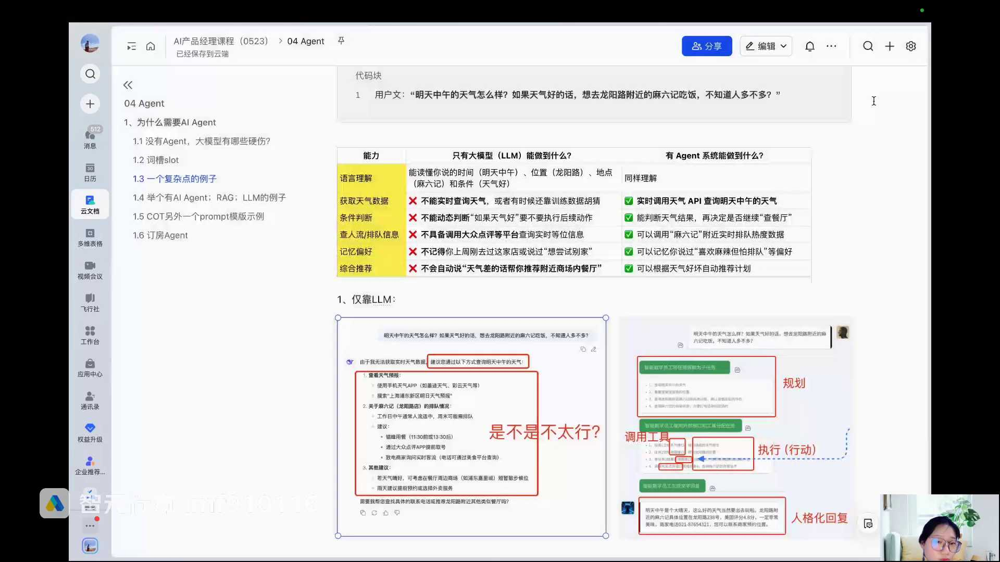 AI产品经理课程（0523） > 04 Agent
已经保存到云端
分享
编辑
512
消息
30
日历
云文档
多维表格
视频会议
飞行社
工作台
应用中心
通讯录
权益升级
企业推荐...
04 Agent
1、为什么需要AI Agent
1.1 没有Agent，大模型有哪些硬伤？
1.2 词槽slot
1.3 一个复杂点的例子
1.4 举个有AI Agent；RAG；LLM的例子
1.5 COT另外一个prompt模版示例
1.6 订房Agent
代码块
1 用户文：“明天中午的天气怎么样？如果天气好的话，想去龙阳路附近的麻六记吃饭，不知道人多不多？”
能力 只有大模型（LLM）能做到什么？ 有 Agent 系统能做到什么？
语言理解 能读懂你说的时间（明天中午）、位置（龙阳路）、地点（麻六记）和条件（天气好） 同样理解
获取天气数据 ❌ 不能实时查询天气，或者有时候还靠训练数据胡猜 ✅ 实时调用天气 API 查询明天中午的天气
条件判断 ❌ 不能动态判断“如果天气好”要不要执行后续动作 ✅ 能判断天气结果，再决定是否继续“查餐厅”
查人流/排队信息 ❌ 不具备调用大众点评等平台查询实时等位信息 ✅ 可以调用“麻六记”附近实时排队热度数据
记忆偏好 ❌ 不记得你上周刚去过这家店或说过“想尝试别家” ✅ 可以记忆你说过“喜欢麻辣但怕排队”等偏好
综合推荐 ❌ 不会自动说“天气差的话帮你推荐附近商场内餐厅” ✅ 可以根据天气好坏自动推荐计划
1、仅靠LLM：
明天中午的天气怎么样？如果天气好的话，想去龙阳路附近的麻六记吃饭，不知道人多不多？
由于我无法获取实时天气数据，建议您通过以下方式查询明天中午的天气：
1. 查看天气预报：
使用手机天气APP（如墨迹天气、彩云天气等）
搜索"上海浦东新区明日天气预报"
2. 关于麻六记（龙阳路店）的排队情况：
工作日中午通常人流适中，周末可能需排队
建议：
错峰用餐（11:30前或13:30后）
通过大众点评APP提前取号
致电商家询问实时客流（电话可通过美食平台查询）
3. 其他建议：
若天气晴好，可考虑在餐厅周边商场（如浦东嘉里城）短暂散步候位
雨天建议提前预约或选择外卖服务
需要我帮您查找具体的联系电话或推荐龙阳路附近其他类似餐厅吗？
是不是不太行？
明天中午的天气怎么样？如果天气好的话，想去龙阳路附近的麻
六记吃饭，不知道人多不多？
规划
调用工具
执行（行动）
明天中午是个大晴天，这么好的天气当然要出去玩啦。龙阳路附
近的麻六记具体位置在龙阳路238号，美团评分4.8分，一定非常
美味，商家电话021-87654321，您可以联系商家预约位置。
人格化回复